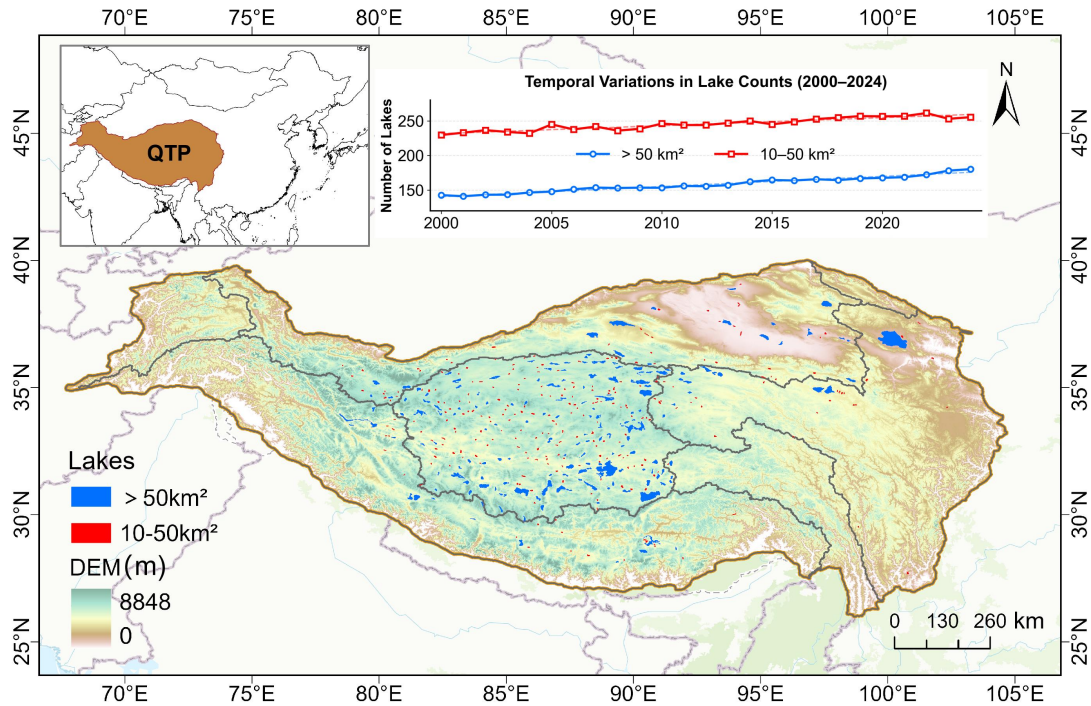 70°E 75°E 80°E 85°E 90°E 95°E 100°E 105°E
45°N 40°N 35°N 30°N 25°N
QTP
Temporal Variations in Lake Counts (2000–2024)
Number of Lakes
250
200
150
> 50 km² 10–50 km²
2000 2005 2010 2015 2020
N
45°N 40°N 35°N 30°N 25°N
Lakes
> 50km²
10-50km²
DEM(m)
8848
0
0 130 260 km
70°E 75°E 80°E 85°E 90°E 95°E 100°E 105°E